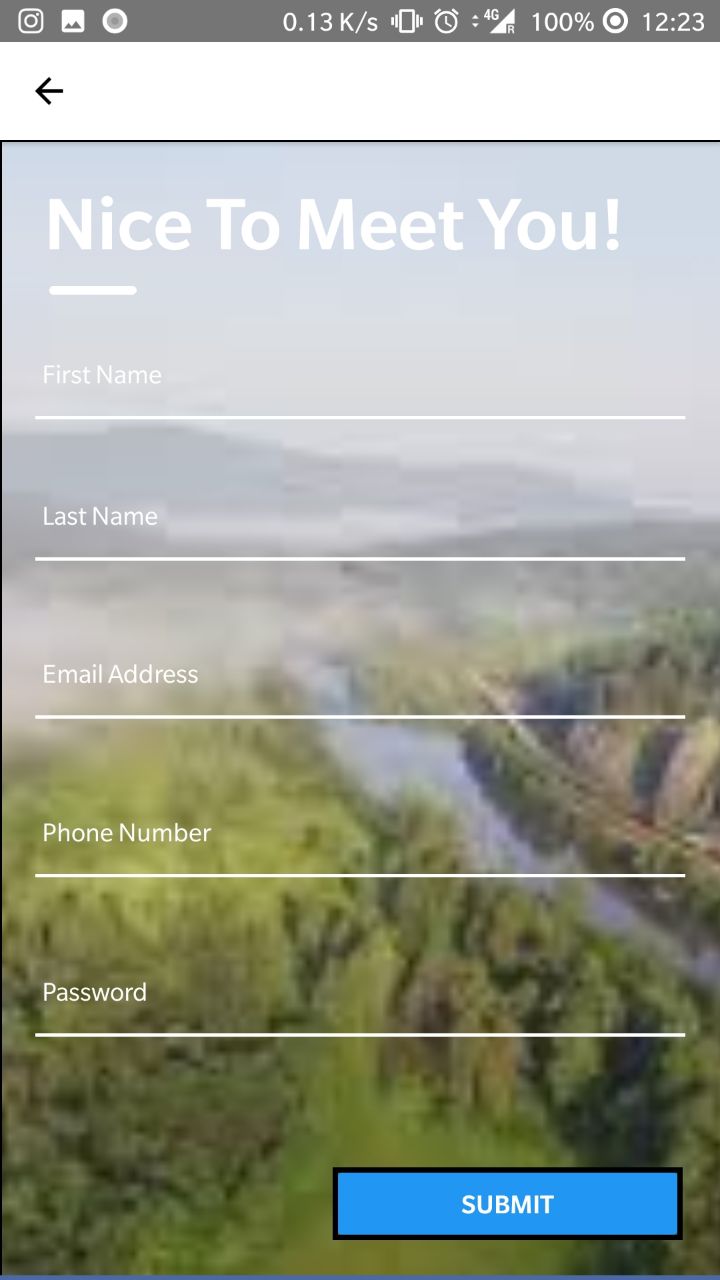 0.13 K/s 4G R 100% 12:23
Nice To Meet You!
First Name
Last Name
Email Address
Phone Number
Password
SUBMIT